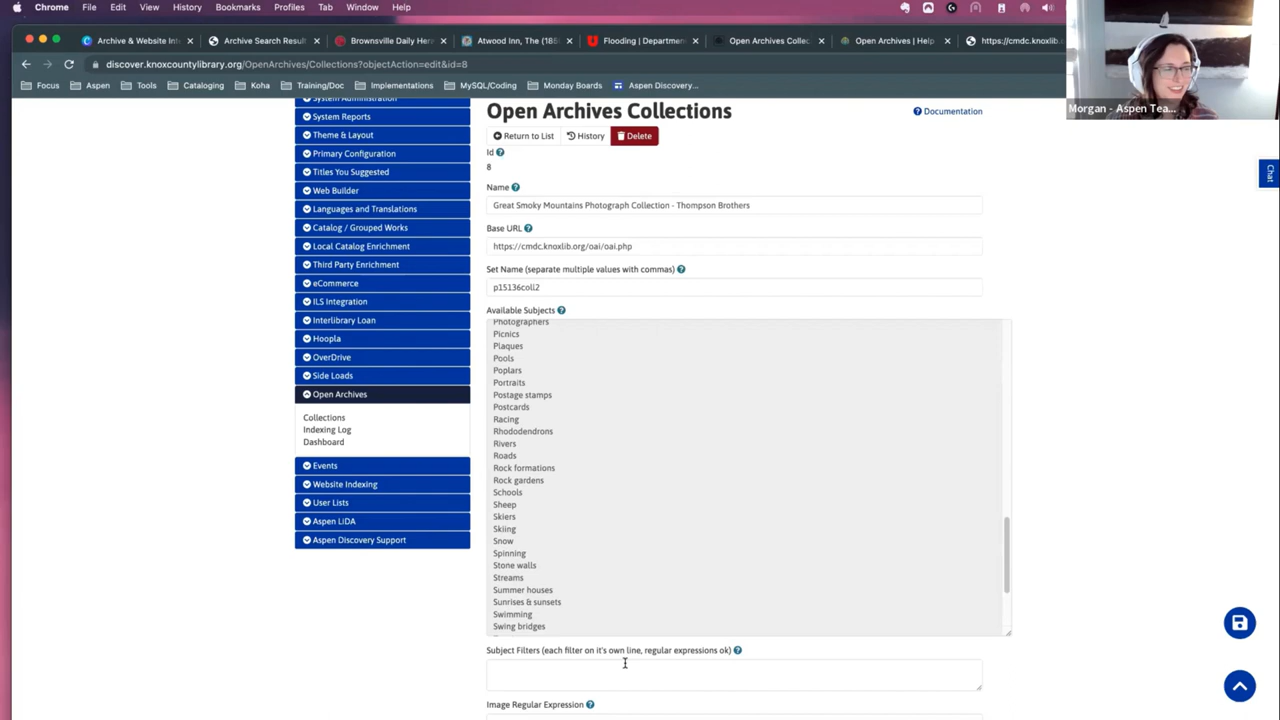 Chrome File Edit View History Bookmarks Profiles Tab Window Help
Archive & Website Int Archive Search Resul Brownsville Daily Hera Atwood Inn, The (185 Flooding | Departmen Open Archives Collec Open Archives | Help https://cmdc.knoxlib.o
discover.knoxcountylibrary.org/OpenArchives/Collections?objectAction=edit&id=8
Focus Aspen Tools Cataloging Koha Training/Doc Implementations MySQL/Coding Monday Boards Aspen Discovery...
Morgan - Aspen Tea...
Chat
System Administration
System Reports
Theme & Layout
Primary Configuration
Titles You Suggested
Web Builder
Languages and Translations
Catalog / Grouped Works
Local Catalog Enrichment
Third Party Enrichment
eCommerce
ILS Integration
Interlibrary Loan
Hoopla
OverDrive
Side Loads
Open Archives
Collections
Indexing Log
Dashboard
Events
Website Indexing
User Lists
Aspen LiDA
Aspen Discovery Support
Open Archives Collections
Documentation
Return to List History Delete
Id
8
Name
Great Smoky Mountains Photograph Collection - Thompson Brothers
Base URL
https://cmdc.knoxlib.org/oai/oai.php
Set Name (separate multiple values with commas)
p15136coll2
Available Subjects
Photographers
Picnics
Plaques
Pools
Poplars
Portraits
Postage stamps
Postcards
Racing
Rhododendrons
Rivers
Roads
Rock formations
Rock gardens
Schools
Sheep
Skiers
Skiing
Snow
Spinning
Stone walls
Streams
Summer houses
Sunrises & sunsets
Swimming
Swing bridges
Subject Filters (each filter on it's own line, regular expressions ok)
Image Regular Expression